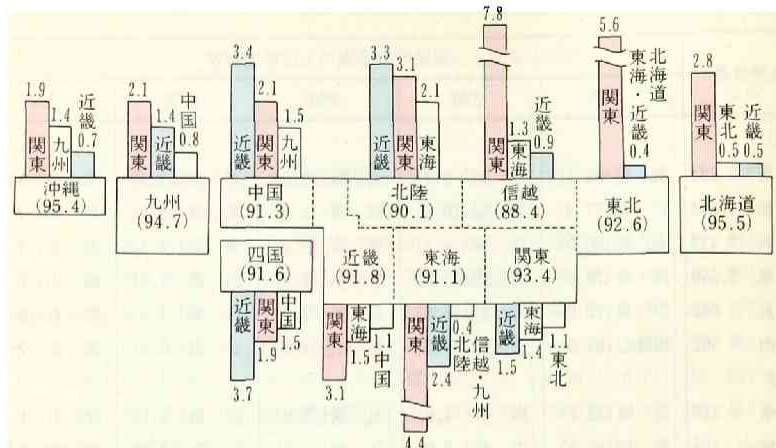 1.9
関東
1.4
九州
近畿
0.7
沖縄
(95.4)
2.1
関東
1.4
近畿
中国
0.8
九州
(94.7)
3.4
近畿
2.1
関東
1.5
九州
中国
(91.3)
3.3
近畿
3.1
関東
2.1
東海
北陸
(90.1)
7.8
関東
1.3
東海
近畿
0.9
信越
(88.4)
5.6
関東
北海道
東海・近畿
0.4
東北
(92.6)
2.8
関東
東北
0.5
近畿
0.5
北海道
(95.5)
四国
(91.6)
近畿
3.7
関東
1.9
中国
1.5
近畿
(91.8)
関東
3.1
東海
1.5
1.1
中国
東海
(91.1)
関東
4.4
近畿
2.4
0.4
信越・九州
北陸
関東
(93.4)
近畿
1.5
東海
1.4
1.1
東北